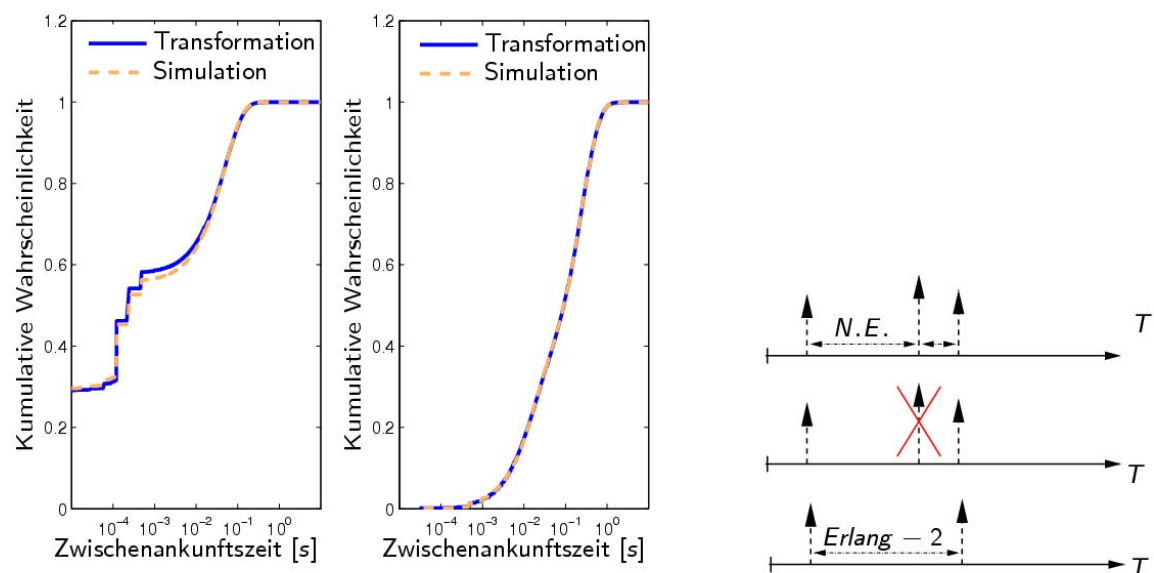 1.2
Transformation
Simulation
1
0.8
0.6
0.4
0.2
0
Kumulative Wahrscheinlichkeit
10^-4 10^-3 10^-2 10^-1 10^0
Zwischenankunftszeit [s]
1.2
Transformation
Simulation
1
0.8
0.6
0.4
0.2
0
Kumulative Wahrscheinlichkeit
10^-4 10^-3 10^-2 10^-1 10^0
Zwischenankunftszeit [s]
N.E.
T
T
Erlang – 2
T